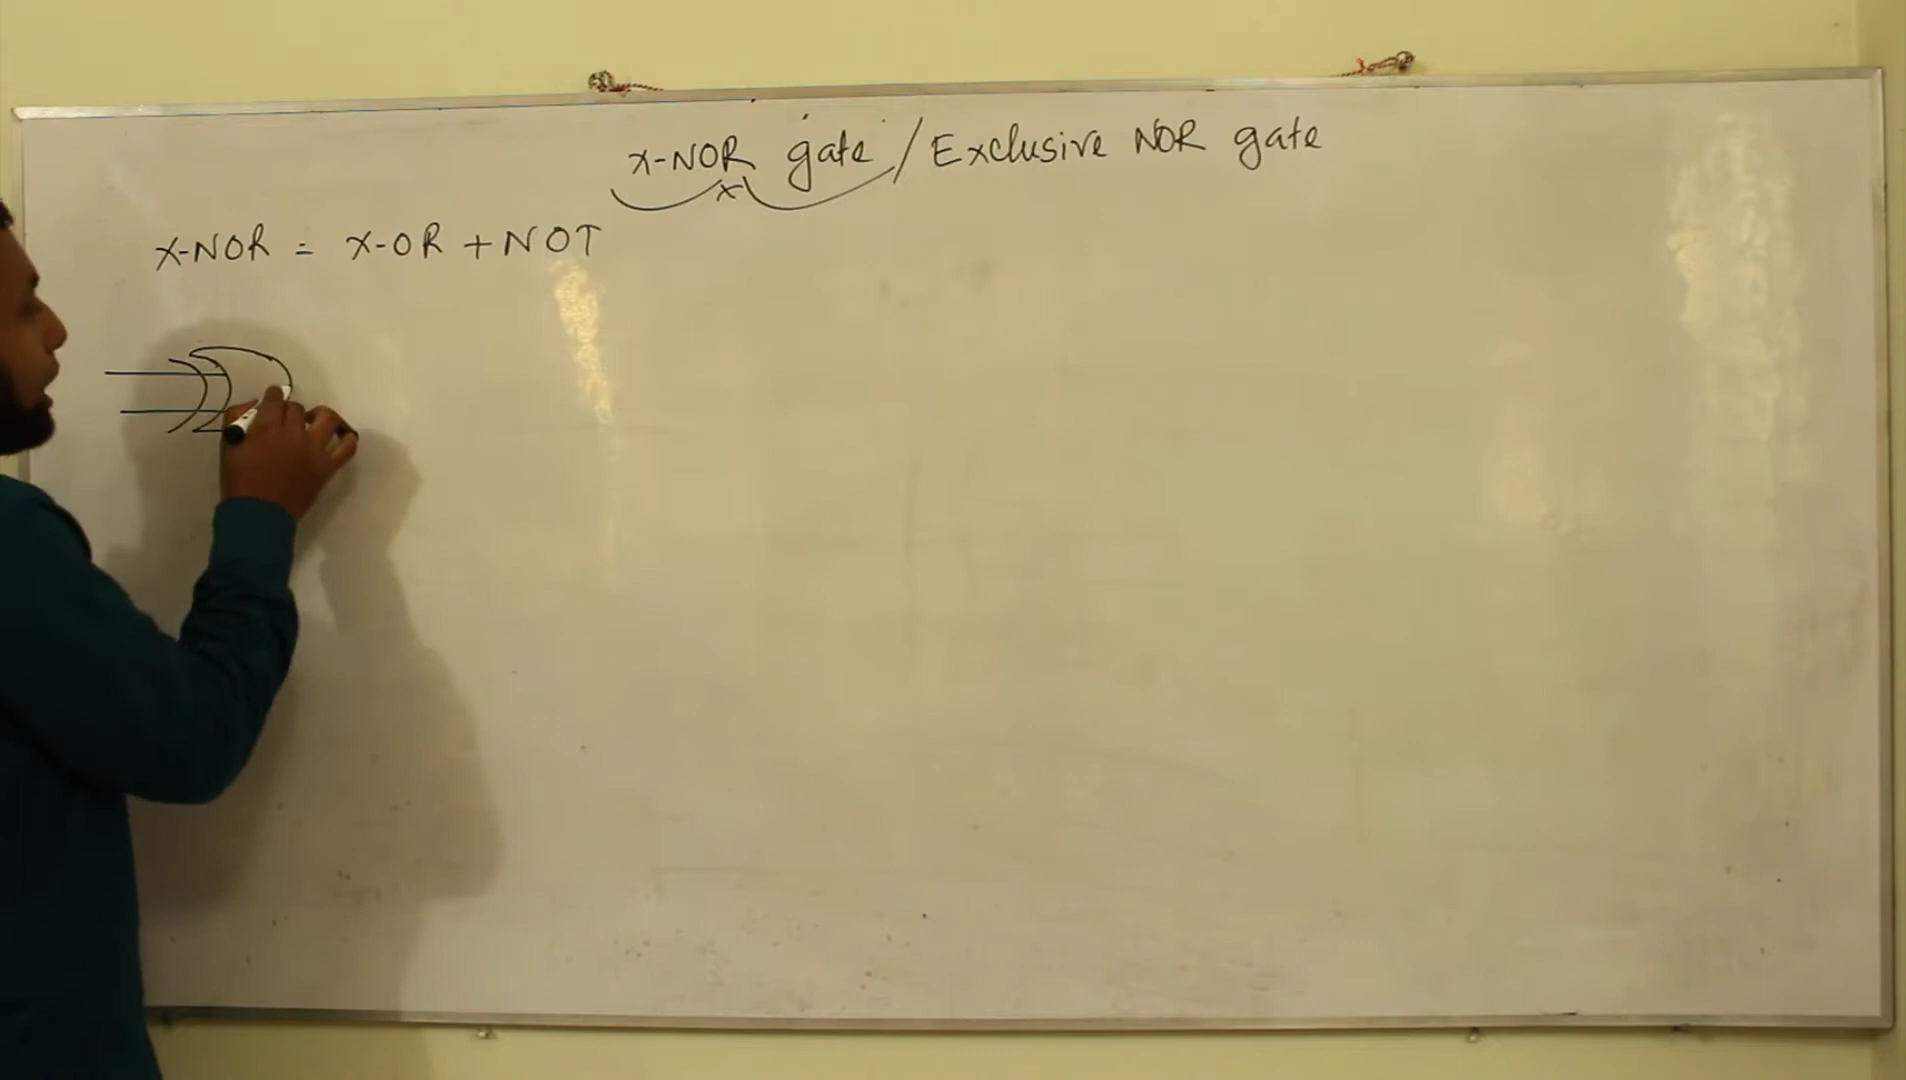 X-NOR gate / Exclusive NOR gate
x
X-NOR = X-OR + NOT